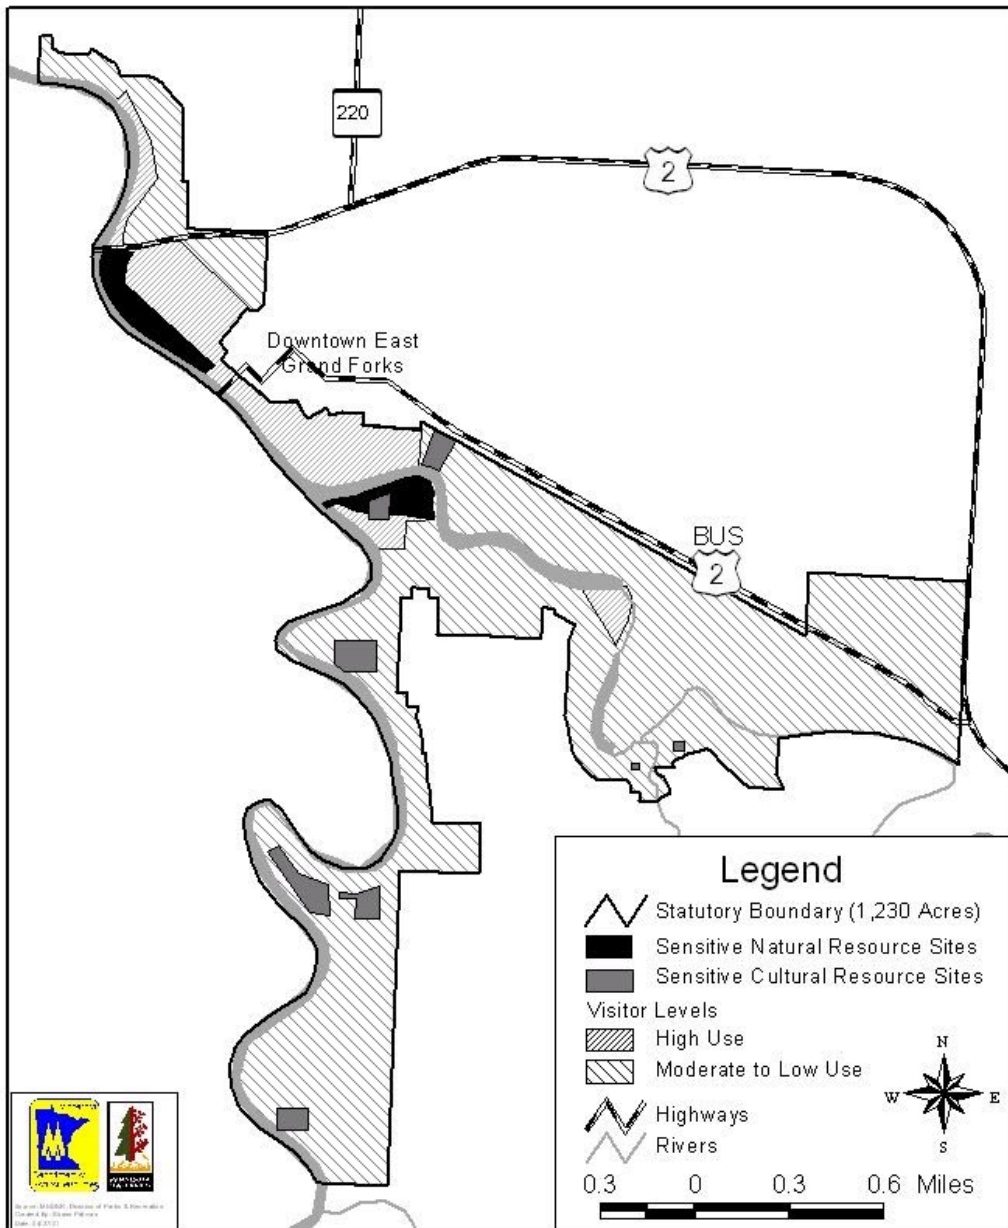 220
2
Downtown East
Grand Forks
BUS
2
Legend
Statutory Boundary (1,230 Acres)
Sensitive Natural Resource Sites
Sensitive Cultural Resource Sites
Visitor Levels
High Use
Moderate to Low Use
Highways
Rivers
N
W
E
S
0.3 0 0.3 0.6 Miles